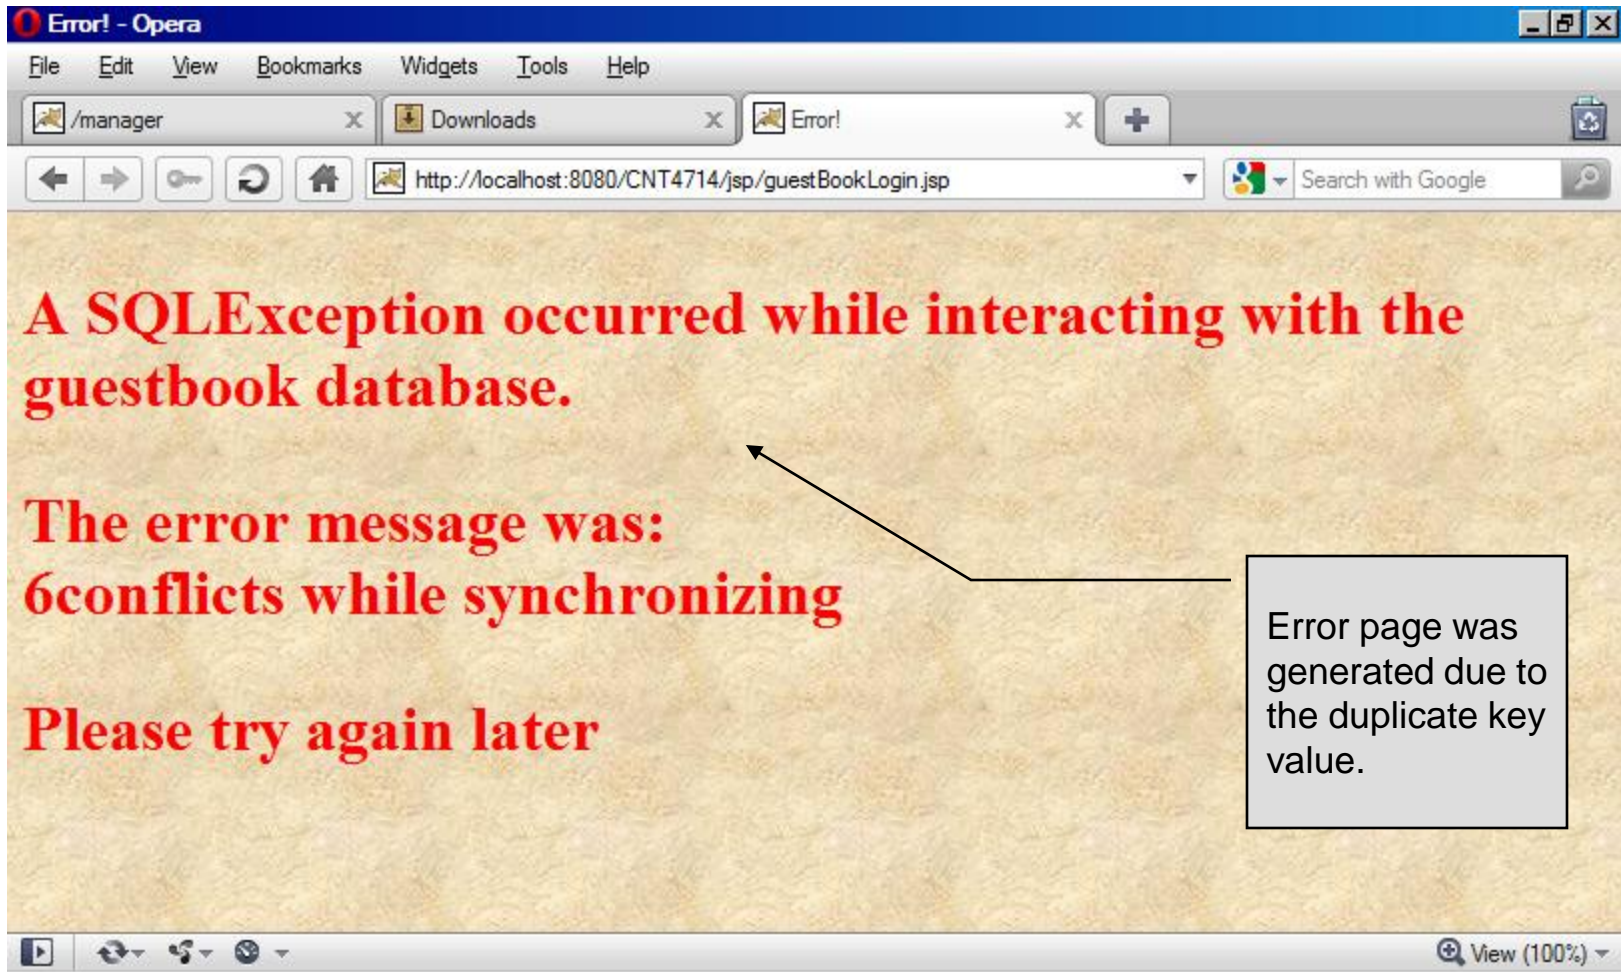 Error! - Opera
File Edit View Bookmarks Widgets Tools Help
/manager Downloads Error!
http://localhost:8080/CNT4714/jsp/guestBookLogin.jsp Search with Google
A SQLException occurred while interacting with the
guestbook database.
The error message was:
6conflicts while synchronizing
Please try again later
Error page was
generated due to
the duplicate key
value.
View (100%)